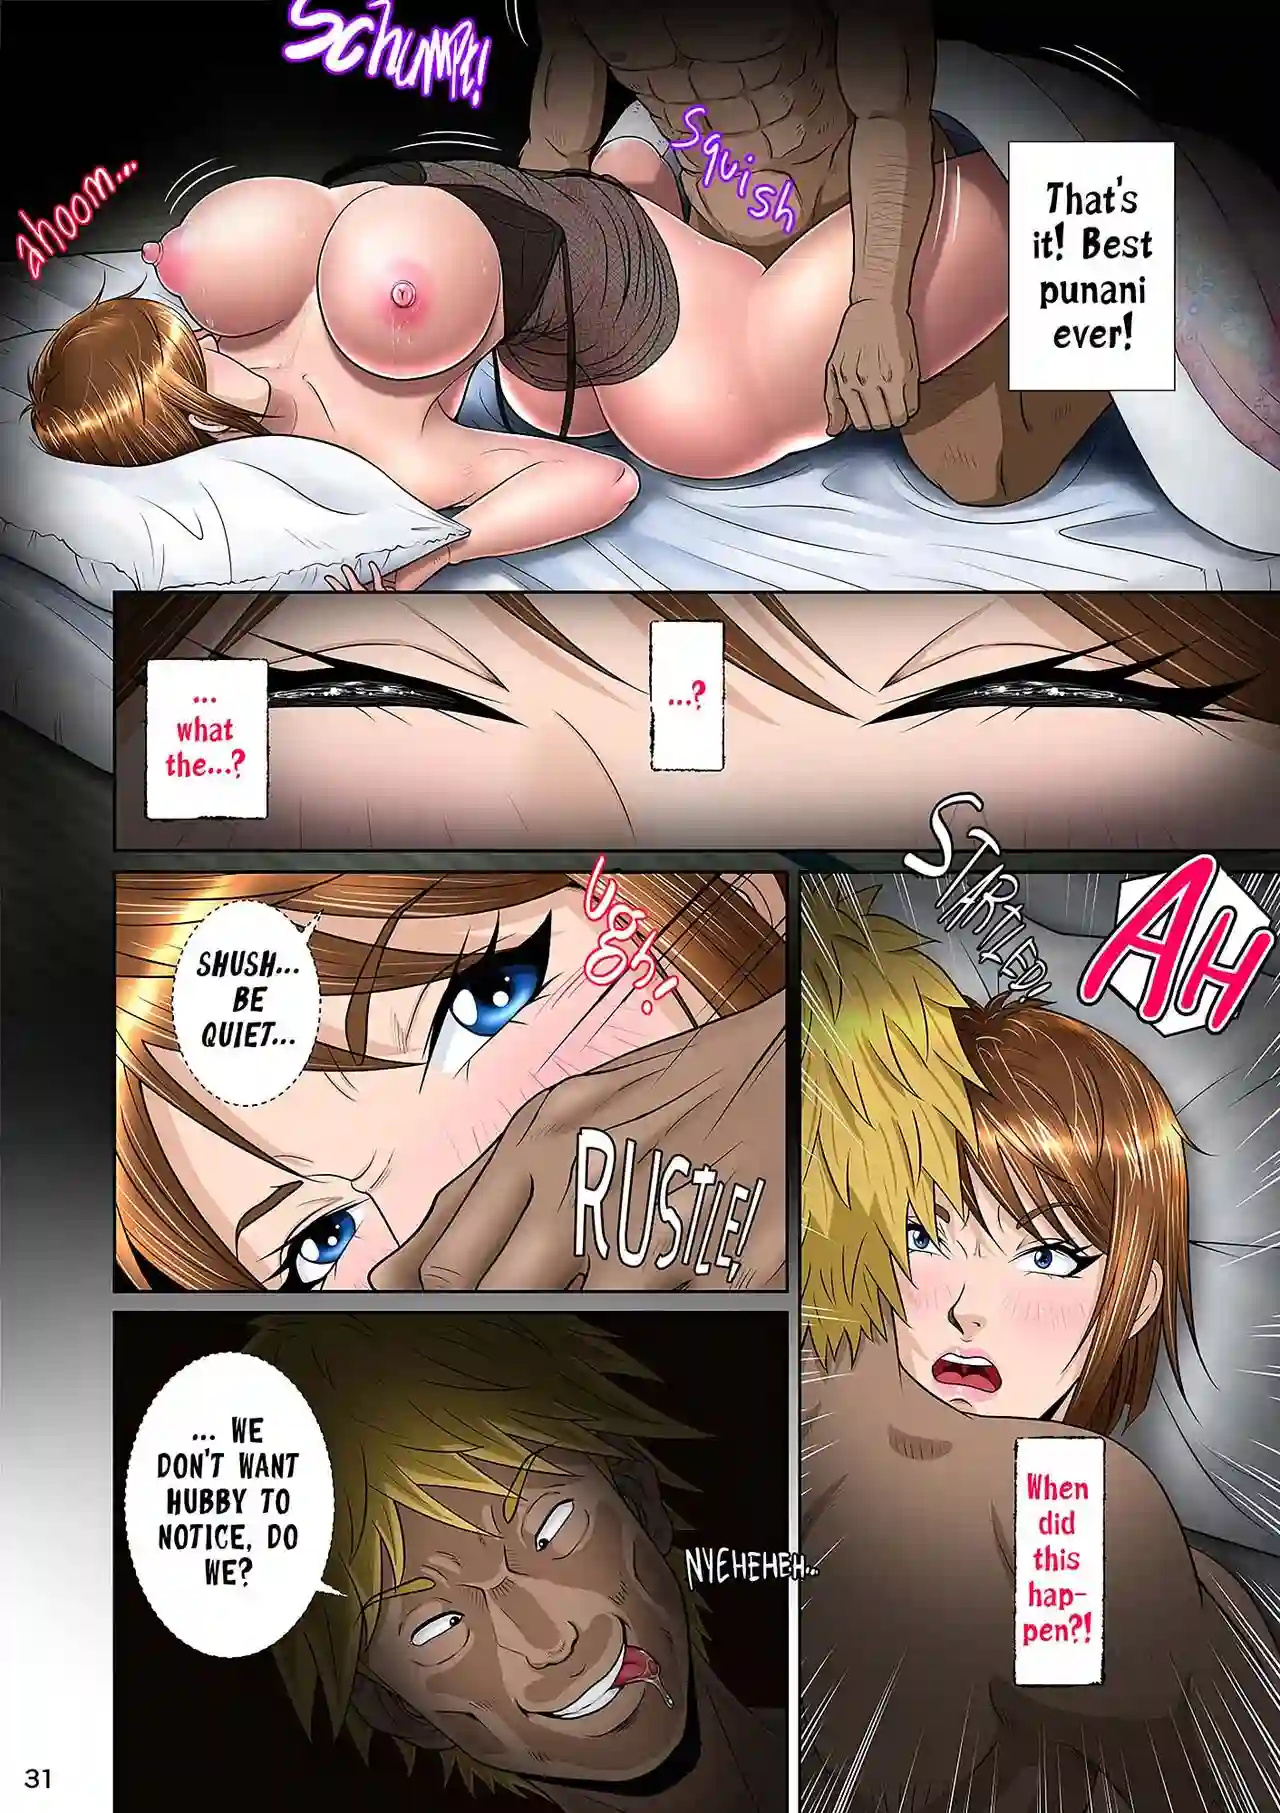 Schumpt!
ahoom...
Squish
That's
it! Best
punani
ever!
...
what
the...?
...?
SHUSH...
BE
QUIET...
Ugh!
RUSTLE!
STARTLED!
AH
When
did
this
hap-
pen?!
... WE
DON'T WANT
HUBBY TO
NOTICE, DO
WE?
NYEHEHEH...
31